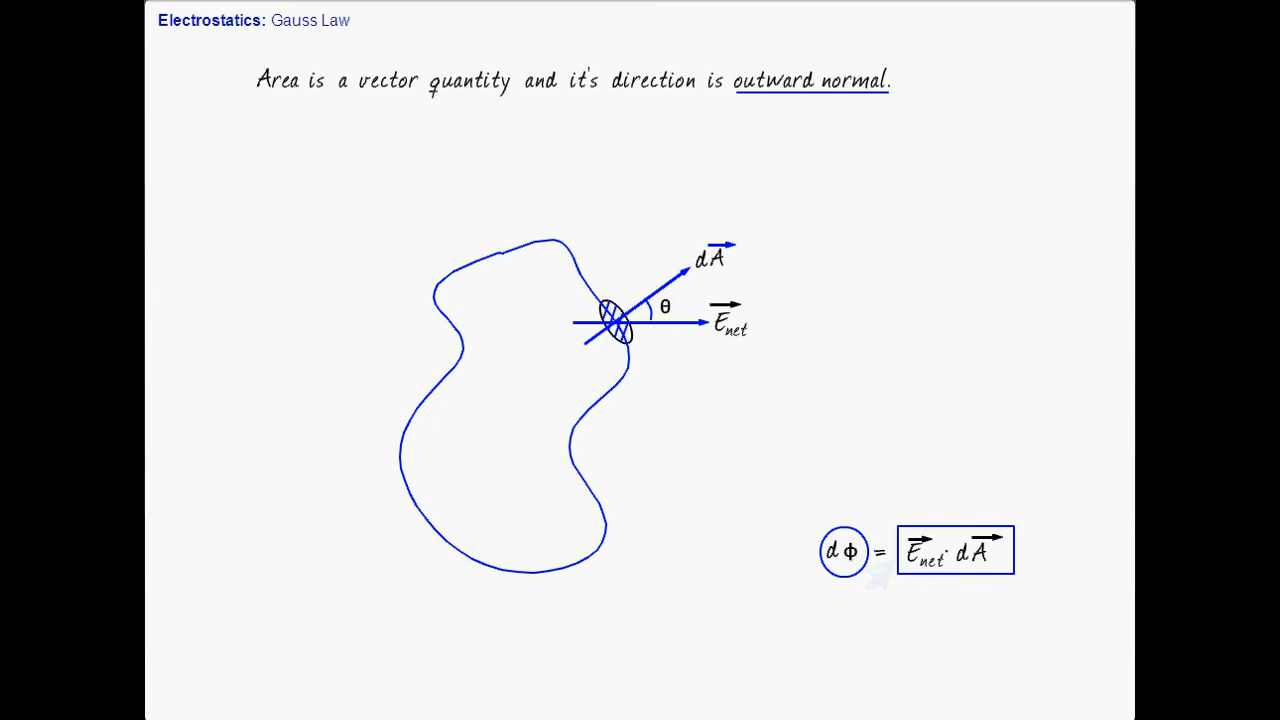 Electrostatics: Gauss Law
Area is a vector quantity and it's direction is outward normal.
dA
θ
Enet
dϕ = Enet · dA